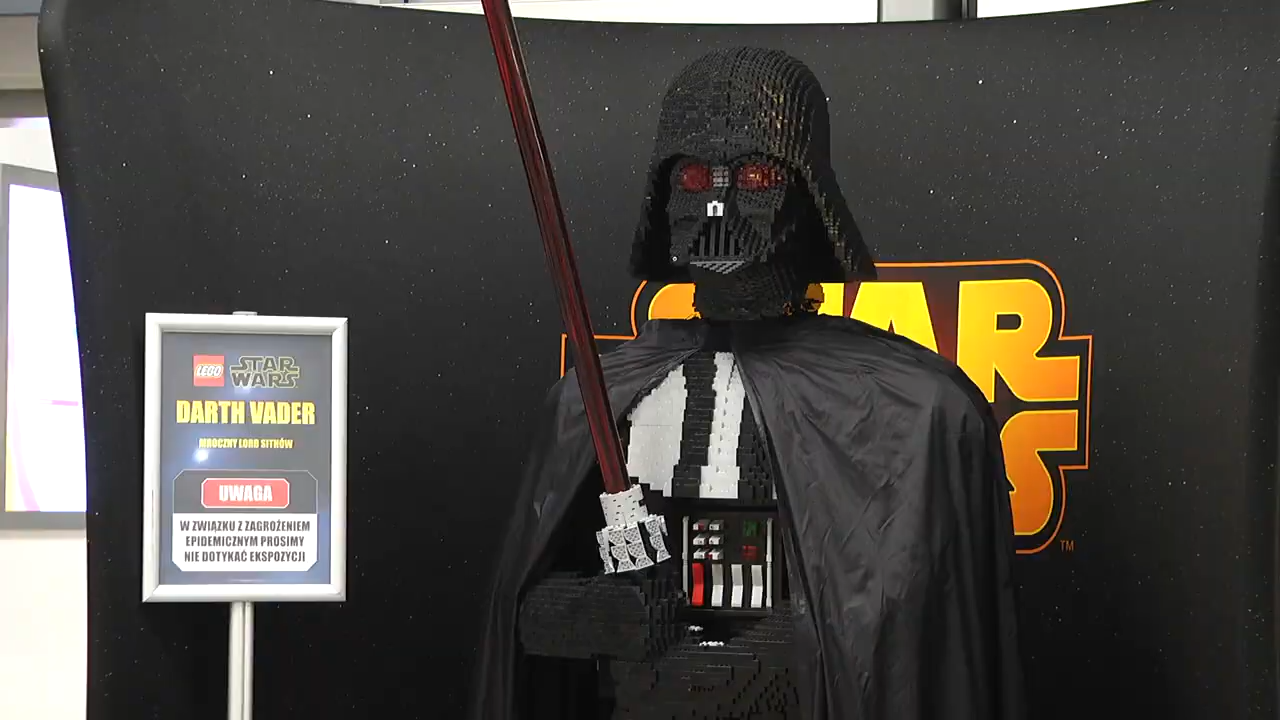 LEGO STAR WARS
DARTH VADER
MROCZNY LORD SITHÓW
UWAGA
W ZWIĄZKU Z ZAGROŻENIEM
EPIDEMICZNYM PROSIMY
NIE DOTYKAĆ EKSPOZYCJI
STAR
TM